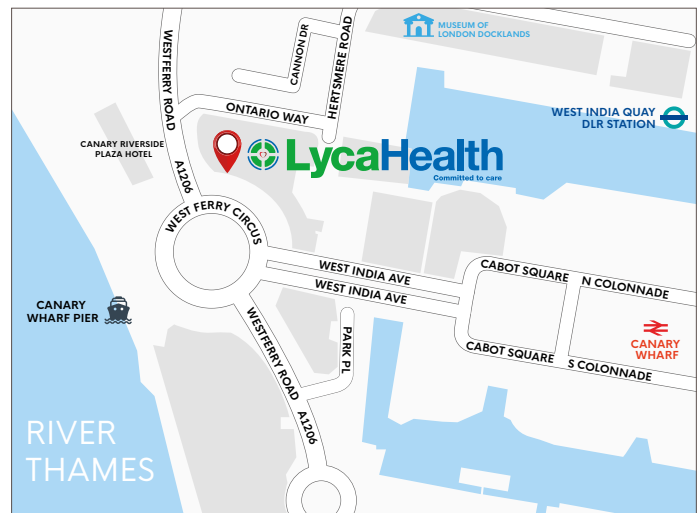 MUSEUM OF
LONDON DOCKLANDS
CANNON DR
HERTSMERE ROAD
WESTFERRY ROAD
ONTARIO WAY
WEST INDIA QUAY
DLR STATION
CANARY RIVERSIDE
PLAZA HOTEL
LycaHealth
Committed to care
A1206
WEST FERRY CIRCUS
WEST INDIA AVE
WEST INDIA AVE
CABOT SQUARE
N COLONNADE
CANARY
WHARF PIER
WESTFERRY ROAD
PARK PL
CANARY
WHARF
CABOT SQUARE
S COLONNADE
A1206
RIVER
THAMES